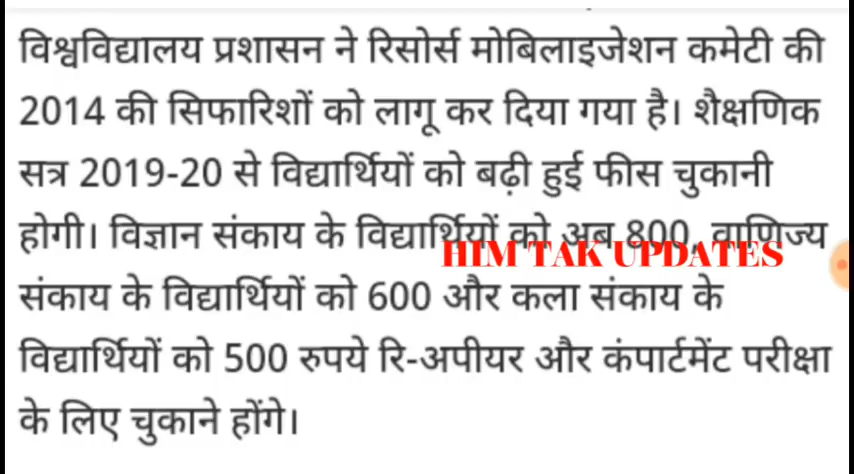 विश्वविद्यालय प्रशासन ने रिसोर्स मोबिलाइजेशन कमेटी की
2014 की सिफारिशों को लागू कर दिया गया है। शैक्षणिक
सत्र 2019-20 से विद्यार्थियों को बढ़ी हुई फीस चुकानी
होगी। विज्ञान संकाय के विद्यार्थियों को अब 800, वाणिज्य
HIM TAK UPDATES
संकाय के विद्यार्थियों को 600 और कला संकाय के
विद्यार्थियों को 500 रुपये रि-अपीयर और कंपार्टमेंट परीक्षा
के लिए चुकाने होंगे।